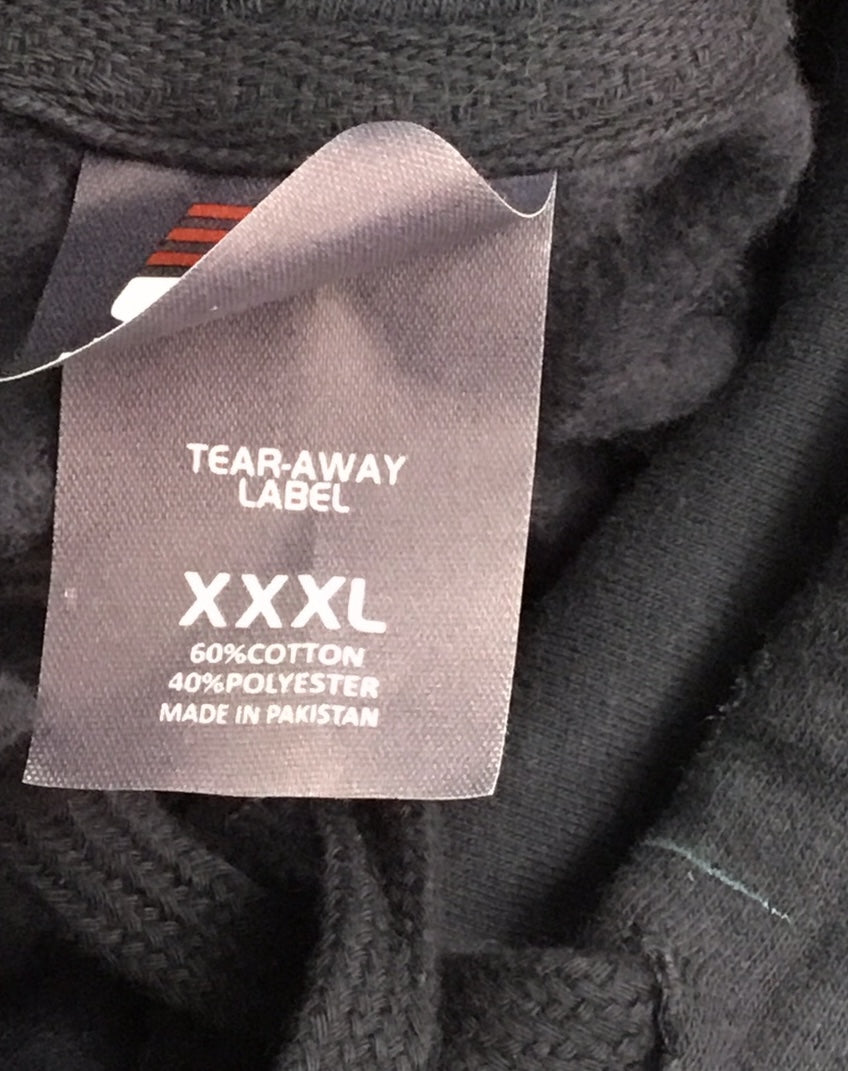 TEAR-AWAY
LABEL
XXXL
60%COTTON
40%POLYESTER
MADE IN PAKISTAN